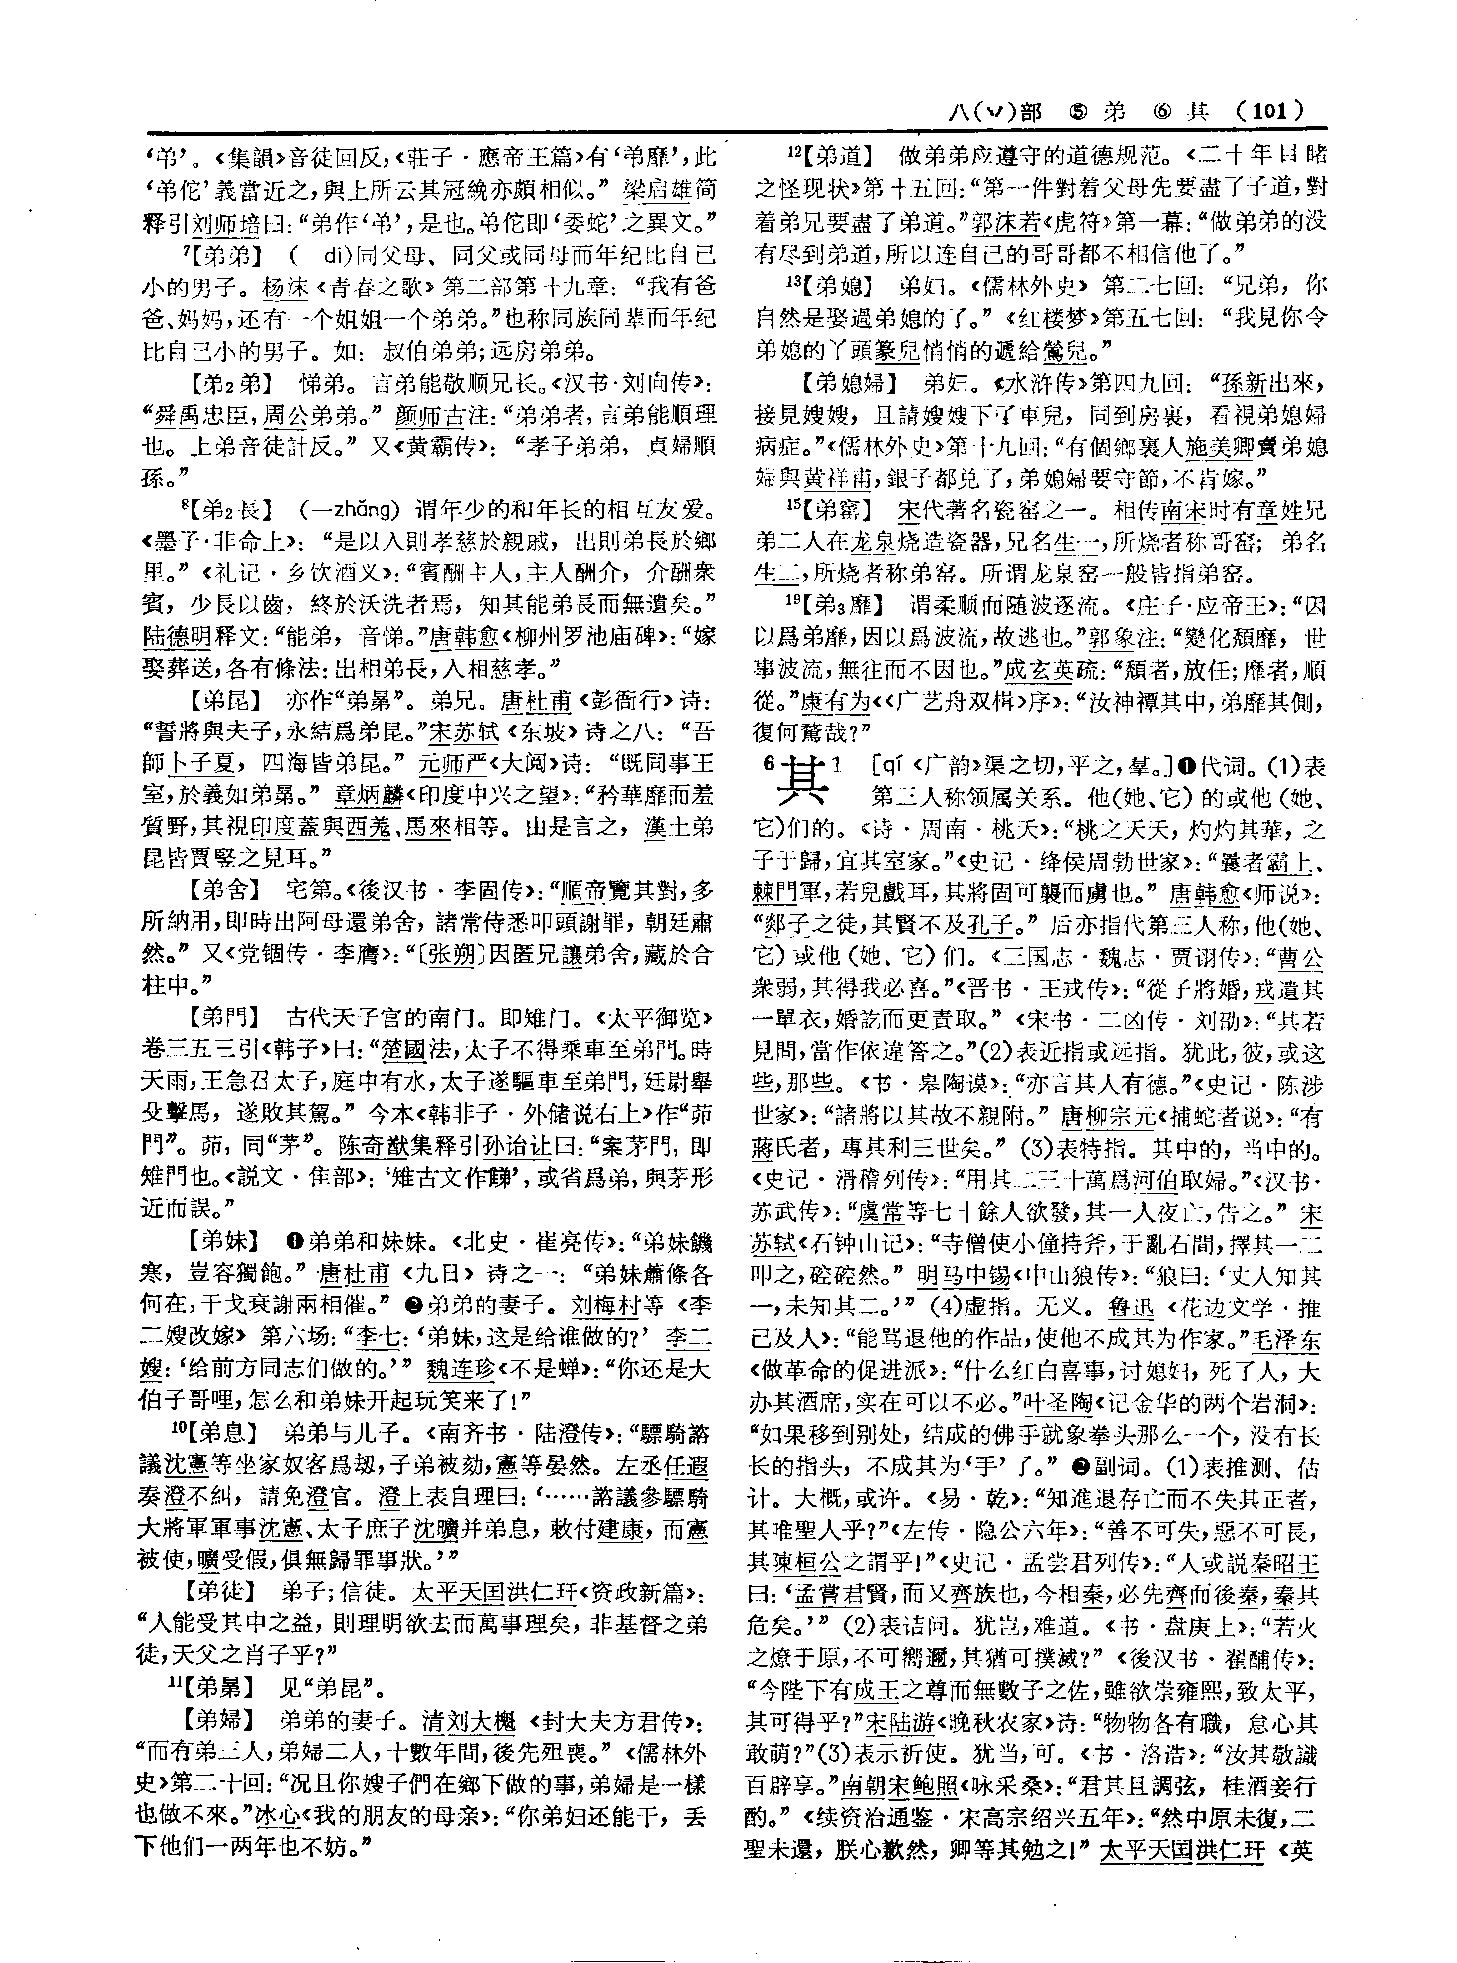 八(丷)部 ⑤ 弟 ⑥ 其 (101)
‘弚’。《集韻》音徒回反,《莊子·應帝王篇》有‘弟靡’,此
‘弟佗’義當近之,與上所云其冠絻亦頗相似。” 梁启雄简
释引刘师培曰:“弟作‘弚’,是也。弚佗即‘委蛇’之異文。”
7【弟弟】 ( di)同父母、同父或同母而年纪比自己
小的男子。杨沫《青春之歌》第二部第十九章:“我有爸
爸、妈妈,还有一个姐姐一个弟弟。”也称同族同辈而年纪
比自己小的男子。如:叔伯弟弟;远房弟弟。
【弟2弟】 悌弟。言弟能敬顺兄长。《汉书·刘向传》:
“舜禹忠臣,周公弟弟。” 颜师古注:“弟弟者,言弟能順理
也。上弟音徒計反。” 又《黄霸传》:“孝子弟弟,貞婦順
孫。”
8【弟2長】 (—zhǎng) 谓年少的和年长的相互友爱。
《墨子·非命上》:“是以入則孝慈於親戚,出則弟長於鄉
里。”《礼记·乡饮酒义》:“賓酬主人,主人酬介,介酬衆
賓,少長以齒,終於沃洗者焉,知其能弟長而無遺矣。”
陆德明释文:“能弟,音悌。”唐韩愈《柳州罗池庙碑》:“嫁
娶葬送,各有條法;出相弟長,入相慈孝。”
【弟昆】 亦作“弟晜”。弟兄。唐杜甫《彭衙行》诗:
“誓將與夫子,永結爲弟昆。”宋苏轼《东坡》诗之八:“吾
師卜子夏,四海皆弟昆。” 元师严《大阅》诗:“既同事王
室,於義如弟晜。” 章炳麟《印度中兴之望》:“矜華靡而羞
質野,其視印度蓋與西羌、馬來相等。由是言之,漢土弟
昆皆賈竪之見耳。”
【弟舍】 宅第。《後汉书·李固传》:“順帝覽其對,多
所納用,即時出阿母還弟舍,諸常侍悉叩頭謝罪,朝廷肅
然。” 又《党锢传·李膺》:“〔张朔〕因匿兄讓弟舍,藏於合
柱中。”
【弟門】 古代天子宫的南门。即雉门。《太平御览》
卷三五三引《韩子》曰:“楚國法,太子不得乘車至弟門。時
天雨,王急召太子,庭中有水,太子遂驅車至弟門,廷尉舉
殳擊馬,遂敗其駕。” 今本《韩非子·外储说右上》作“茆
門”。茆,同“茅”。陈奇猷集释引孙诒让曰:“案茅門,即
雉門也。《説文·隹部》:‘雉古文作𨾦’,或省爲弟,與茅形
近而誤。”
【弟妹】 ❶弟弟和妹妹。《北史·崔亮传》:“弟妹饑
寒,豈容獨飽。” 唐杜甫《九日》诗之一:“弟妹蕭條各
何在,干戈衰謝兩相催。” ❷弟弟的妻子。刘梅村等《李
二嫂改嫁》第六场:“李七:‘弟妹,这是给谁做的?’ 李二
嫂:‘给前方同志们做的。’” 魏连珍《不是蝉》:“你还是大
伯子哥哩,怎么和弟妹开起玩笑来了!”
10【弟息】 弟弟与儿子。《南齐书·陆澄传》:“驃騎諮
議沈憲等坐家奴客爲劫,子弟被劾,憲等晏然。左丞任遐
奏澄不糾,請免澄官。澄上表自理曰:‘……諮議參驃騎
大將軍軍事沈憲、太子庶子沈曠并弟息,敕付建康,而憲
被使,曠受假,俱無歸罪事狀。’”
【弟徒】 弟子;信徒。太平天国洪仁玕《资政新篇》:
“人能受其中之益,則理明欲去而萬事理矣,非基督之弟
徒,天父之肖子乎?”
11【弟晜】 见“弟昆”。
【弟婦】 弟弟的妻子。清刘大櫆《封大夫方君传》:
“而有弟三人,弟婦二人,十數年間,後先殂喪。”《儒林外
史》第二十回:“况且你嫂子們在鄉下做的事,弟婦是一樣
也做不來。”冰心《我的朋友的母亲》:“你弟妇还能干,丢
下他们一两年也不妨。”
12【弟道】 做弟弟应遵守的道德规范。《二十年目睹
之怪现状》第十五回:“第一件對着父母先要盡了子道,對
着弟兄要盡了弟道。”郭沫若《虎符》第一幕:“做弟弟的没
有尽到弟道,所以连自己的哥哥都不相信他了。”
13【弟媳】 弟妇。《儒林外史》第二七回:“兄弟,你
自然是娶過弟媳的了。”《红楼梦》第五七回:“我見你令
弟媳的丫頭篆兒悄悄的遞給鶯兒。”
【弟媳婦】 弟妇。《水浒传》第四九回:“孫新出來,
接見嫂嫂,且請嫂嫂下了車兒,同到房裏,看視弟媳婦
病症。”《儒林外史》第十九回:“有個鄉裏人施美卿賣弟媳
婦與黄祥甫,銀子都兑了,弟媳婦要守節,不肯嫁。”
15【弟窰】 宋代著名瓷窑之一。相传南宋时有章姓兄
弟二人在龙泉烧造瓷器,兄名生一,所烧者称哥窑;弟名
生二,所烧者称弟窑。所谓龙泉窑一般皆指弟窑。
19【弟3靡】 谓柔顺而随波逐流。《庄子·应帝王》:“因
以爲弟靡,因以爲波流,故逃也。”郭象注:“變化頽靡,世
事波流,無往而不因也。”成玄英疏:“頽者,放任;靡者,順
從。”康有为《〈广艺舟双楫〉序》:“汝神禫其中,弟靡其側,
復何騖哉?”
6 其1 [qí《广韵》渠之切,平之,羣。]❶代词。(1)表
第三人称领属关系。他(她、它)的或他(她、
它)们的。《诗·周南·桃夭》:“桃之夭夭,灼灼其華,之
子于歸,宜其室家。”《史记·绛侯周勃世家》:“曩者霸上、
棘門軍,若兒戲耳,其將固可襲而虜也。” 唐韩愈《师说》:
“郯子之徒,其賢不及孔子。” 后亦指代第三人称,他(她、
它)或他(她、它)们。《三国志·魏志·贾诩传》:“曹公
衆弱,其得我必喜。”《晋书·王戎传》:“從子將婚,戎遺其
一單衣,婚訖而更責取。”《宋书·二凶传·刘劭》:“其若
見問,當作依違答之。”(2)表近指或远指。犹此,彼,或这
些,那些。《书·皋陶谟》:“亦言其人有德。”《史记·陈涉
世家》:“諸將以其故不親附。” 唐柳宗元《捕蛇者说》:“有
蔣氏者,專其利三世矣。” (3)表特指。其中的,当中的。
《史记·滑稽列传》:“用其二三十萬爲河伯取婦。”《汉书·
苏武传》:“虞常等七十餘人欲發,其一人夜亡,告之。” 宋
苏轼《石钟山记》:“寺僧使小僮持斧,于亂石間,擇其一二
叩之,硿硿然。” 明马中锡《中山狼传》:“狼曰:‘丈人知其
一,未知其二。’” (4)虚指。无义。鲁迅《花边文学·推
己及人》:“能骂退他的作品,使他不成其为作家。”毛泽东
《做革命的促进派》:“什么红白喜事,讨媳妇,死了人,大
办其酒席,实在可以不必。”叶圣陶《记金华的两个岩洞》:
“如果移到别处,结成的佛手就象拳头那么一个,没有长
长的指头,不成其为‘手’了。” ❷副词。(1)表推测、估
计。大概,或许。《易·乾》:“知進退存亡而不失其正者,
其唯聖人乎?”《左传·隐公六年》:“善不可失,惡不可長,
其陳桓公之謂乎!”《史记·孟尝君列传》:“人或説秦昭王
曰:‘孟嘗君賢,而又齊族也,今相秦,必先齊而後秦,秦其
危矣。’” (2)表诘问。犹岂,难道。《书·盘庚上》:“若火
之燎于原,不可嚮邇,其猶可撲滅?”《後汉书·翟酺传》:
“今陛下有成王之尊而無數子之佐,雖欲崇雍熙,致太平,
其可得乎?”宋陆游《晚秋农家》诗:“物物各有職,怠心其
敢萌?”(3)表示祈使。犹当,可。《书·洛诰》:“汝其敬識
百辟享。”南朝宋鲍照《咏采桑》:“君其且調弦,桂酒妾行
酌。”《续资治通鉴·宋高宗绍兴五年》:“然中原未復,二
聖未還,朕心歉然,卿等其勉之!” 太平天国洪仁玕《英